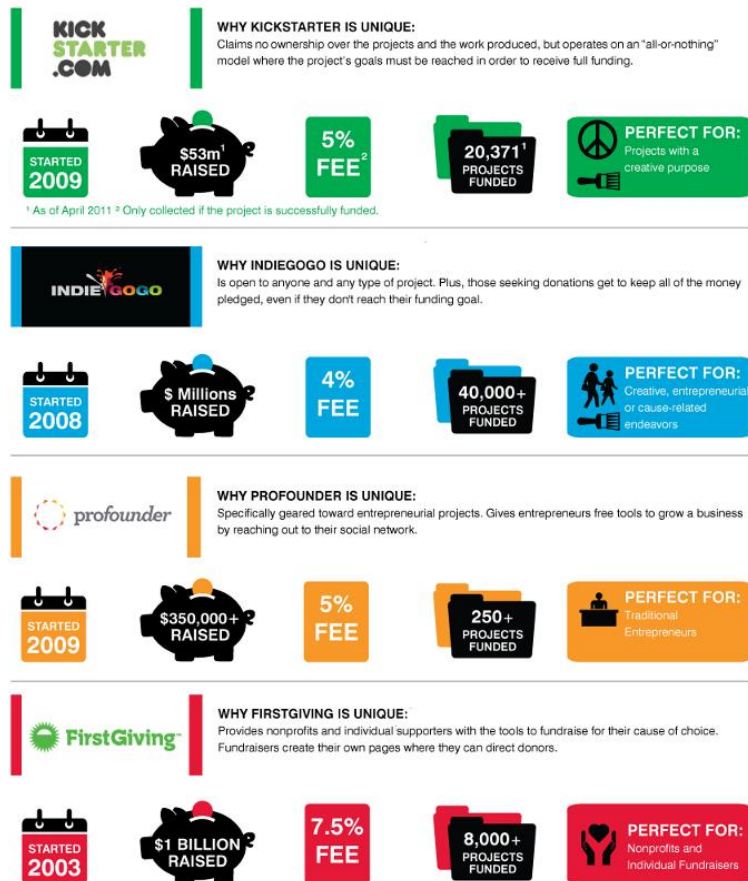 KICK
STARTER
.COM
WHY KICKSTARTER IS UNIQUE:
Claims no ownership over the projects and the work produced, but operates on an "all-or-nothing"
model where the project's goals must be reached in order to receive full funding.
STARTED
2009
$53m¹
RAISED
5%
FEE²
20,371¹
PROJECTS
FUNDED
PERFECT FOR:
Projects with a
creative purpose
¹ As of April 2011 ² Only collected if the project is successfully funded.
INDIEGOGO
WHY INDIEGOGO IS UNIQUE:
Is open to anyone and any type of project. Plus, those seeking donations get to keep all of the money
pledged, even if they don't reach their funding goal.
STARTED
2008
$ Millions
RAISED
4%
FEE
40,000+
PROJECTS
FUNDED
PERFECT FOR:
Creative, entrepreneurial
or cause-related
endeavors
profounder
WHY PROFOUNDER IS UNIQUE:
Specifically geared toward entrepreneurial projects. Gives entrepreneurs free tools to grow a business
by reaching out to their social network.
STARTED
2009
$350,000+
RAISED
5%
FEE
250+
PROJECTS
FUNDED
PERFECT FOR:
Traditional
Entrepreneurs
FirstGiving™
WHY FIRSTGIVING IS UNIQUE:
Provides nonprofits and individual supporters with the tools to fundraise for their cause of choice.
Fundraisers create their own pages where they can direct donors.
STARTED
2003
$1 BILLION
RAISED
7.5%
FEE
8,000+
PROJECTS
FUNDED
PERFECT FOR:
Nonprofits and
Individual Fundraisers